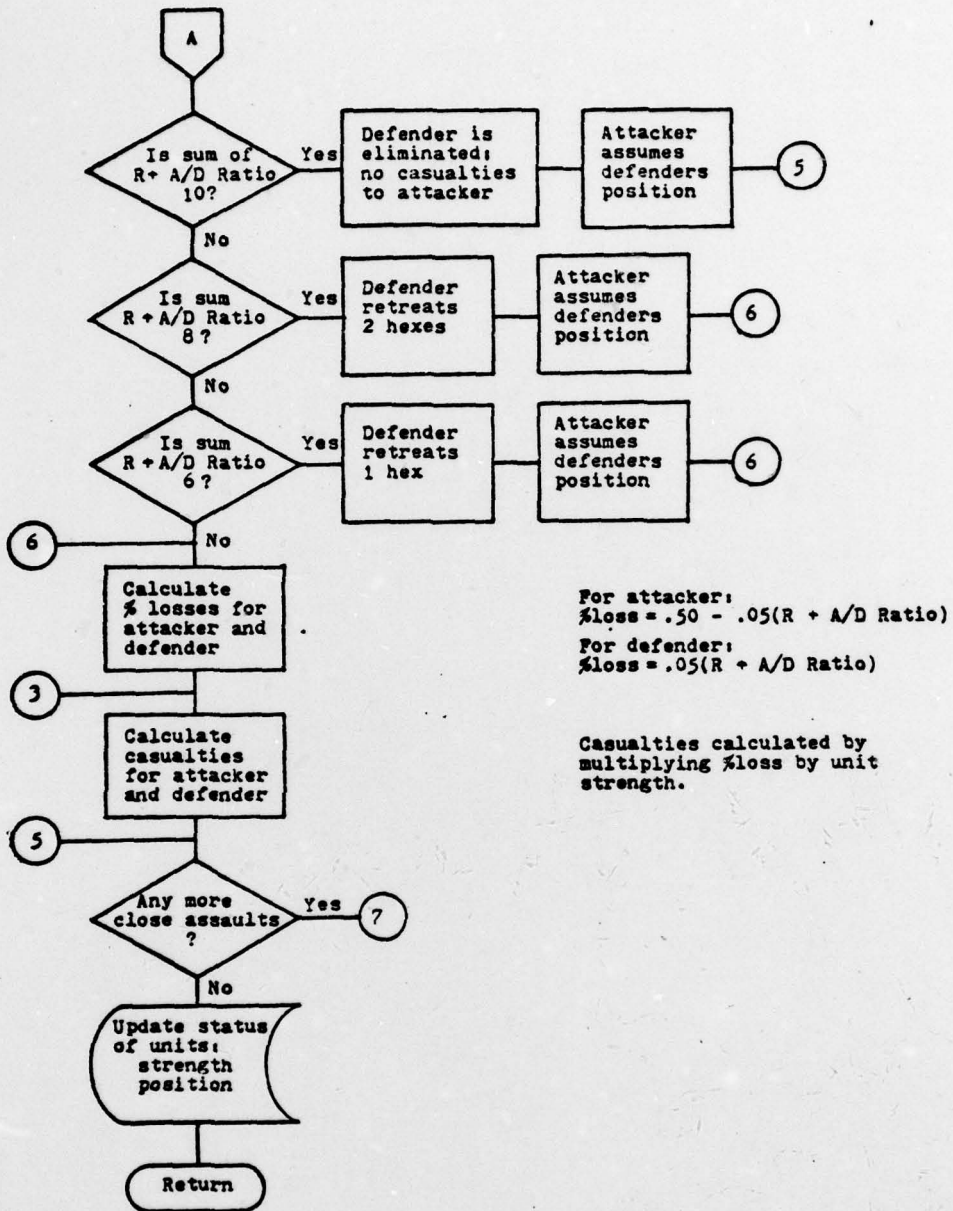 A
Is sum of
R+ A/D Ratio
10?
Yes
Defender is
eliminated:
no casualties
to attacker
Attacker
assumes
defenders
position
5
No
Is sum
R + A/D Ratio
8?
Yes
Defender
retreats
2 hexes
Attacker
assumes
defenders
position
6
No
Is sum
R + A/D Ratio
6?
Yes
Defender
retreats
1 hex
Attacker
assumes
defenders
position
6
6
No
Calculate
% losses for
attacker and
defender
For attacker:
%loss = .50 - .05(R + A/D Ratio)
For defender:
%loss = .05(R + A/D Ratio)
3
Calculate
casualties
for attacker
and defender
Casualties calculated by
multiplying %loss by unit
strength.
5
Any more
close assaults
?
Yes
7
No
Update status
of units:
strength
position
Return